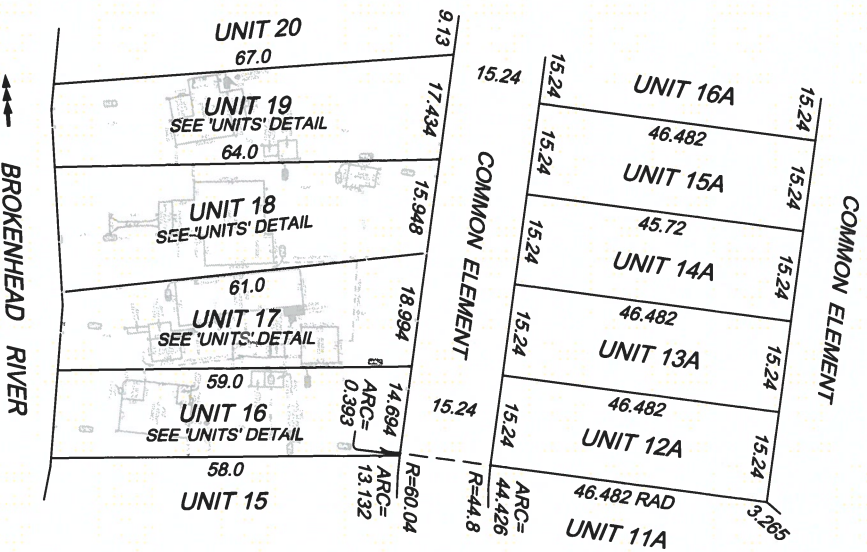 UNIT 20
67.0
UNIT 19
SEE 'UNITS' DETAIL
64.0
UNIT 18
SEE 'UNITS' DETAIL
61.0
UNIT 17
SEE 'UNITS' DETAIL
59.0
UNIT 16
SEE 'UNITS' DETAIL
58.0
UNIT 15
BROKENHEAD RIVER
9.13
17.434
15.948
18.994
14.694
ARC=
0.393
ARC=
13.132
R=60.04
15.24
COMMON ELEMENT
15.24
R=44.8
ARC=
44.426
15.24
15.24
15.24
15.24
15.24
UNIT 16A
46.482
UNIT 15A
45.72
UNIT 14A
46.482
UNIT 13A
46.482
UNIT 12A
46.482 RAD
UNIT 11A
15.24
15.24
15.24
15.24
15.24
3.265
COMMON ELEMENT